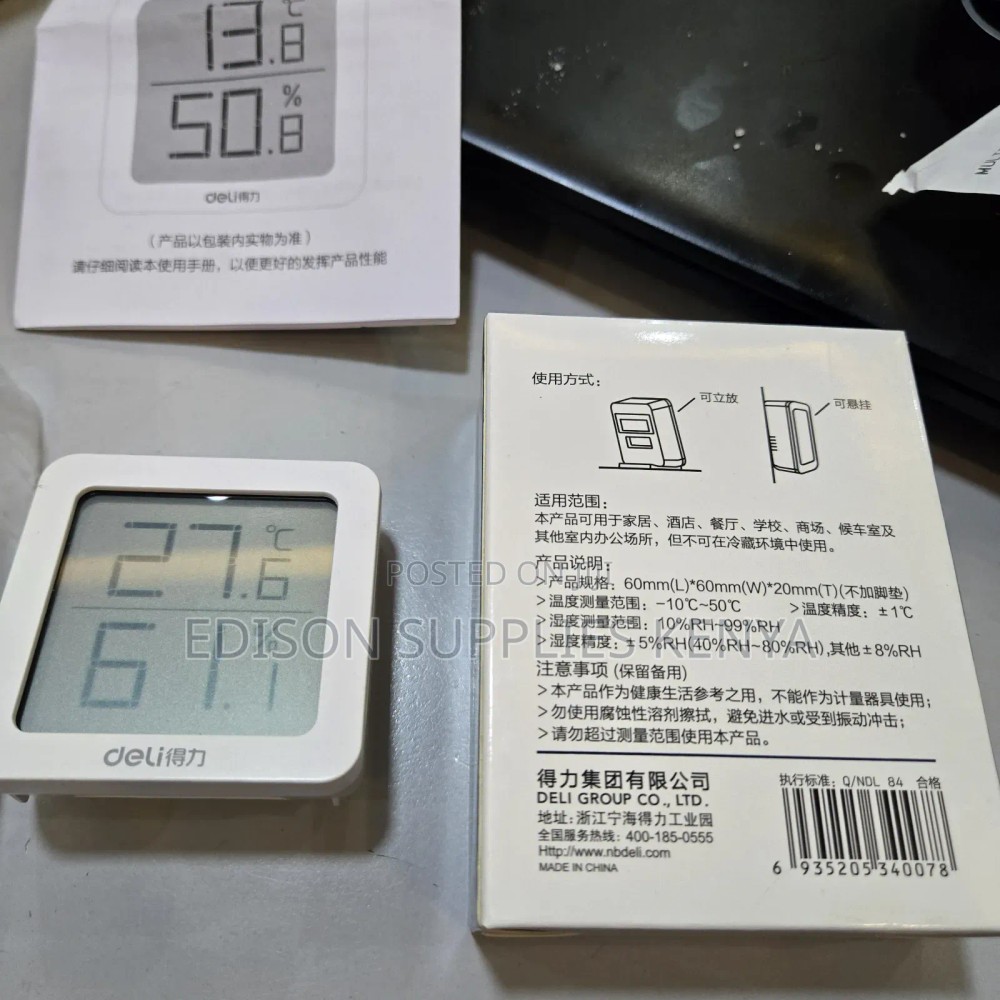 13.8 ℃
50.8 %
deli得力
(产品以包装内实物为准)
请仔细阅读本使用手册，以便更好的发挥产品性能
MUL
27.6 ℃
61.1 %
deli得力
使用方式：
可立放
可悬挂
适用范围：
本产品可用于家居、酒店、餐厅、学校、商场、候车室及
其他室内办公场所，但不可在冷藏环境中使用。
产品说明：
>产品规格：60mm(L)*60mm(W)*20mm(T)(不加脚垫)
>温度测量范围：-10℃~50℃ >温度精度：±1℃
>湿度测量范围：10%RH~99%RH
>湿度精度：±5%RH(40%RH~80%RH),其他±8%RH
注意事项 (保留备用)
>本产品作为健康生活参考之用，不能作为计量器具使用；
>勿使用腐蚀性溶剂擦拭，避免进水或受到振动冲击；
>请勿超过测量范围使用本产品。
得力集团有限公司
DELI GROUP CO., LTD.
地址：浙江宁海得力工业园
全国服务热线：400-185-0555
Http://www.nbdeli.com
MADE IN CHINA
执行标准：Q/NDL 84 合格
6 935205 340078
POSTED ON
EDISON SUPPLIES KENYA